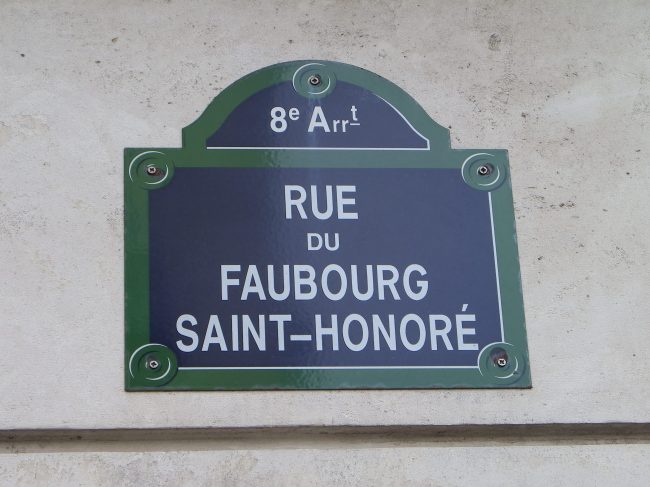 8e Arrt
RUE
DU
FAUBOURG
SAINT-HONORÉ